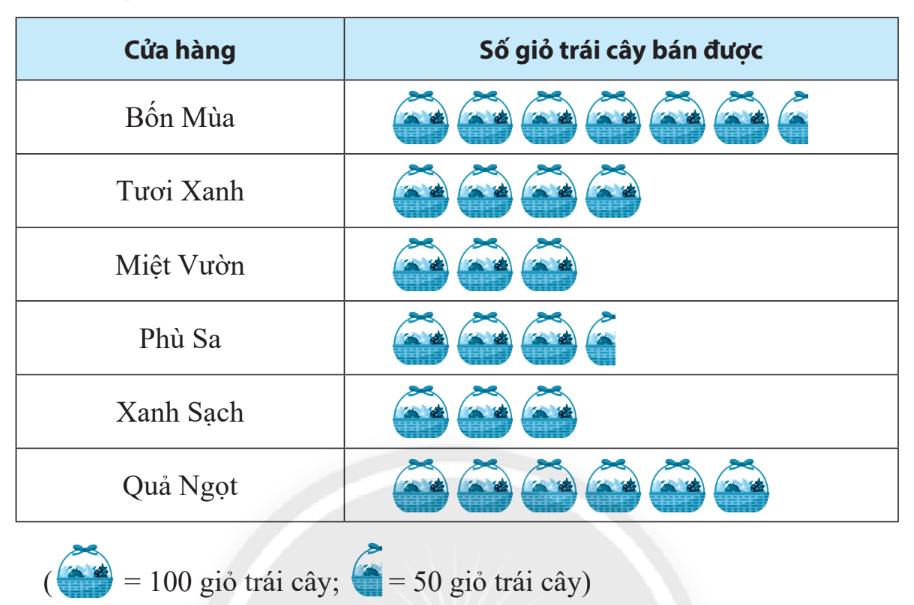 Cửa hàng Số giỏ trái cây bán được
Bốn Mùa
Tươi Xanh
Miệt Vườn
Phù Sa
Xanh Sạch
Quả Ngọt
( = 100 giỏ trái cây; = 50 giỏ trái cây)